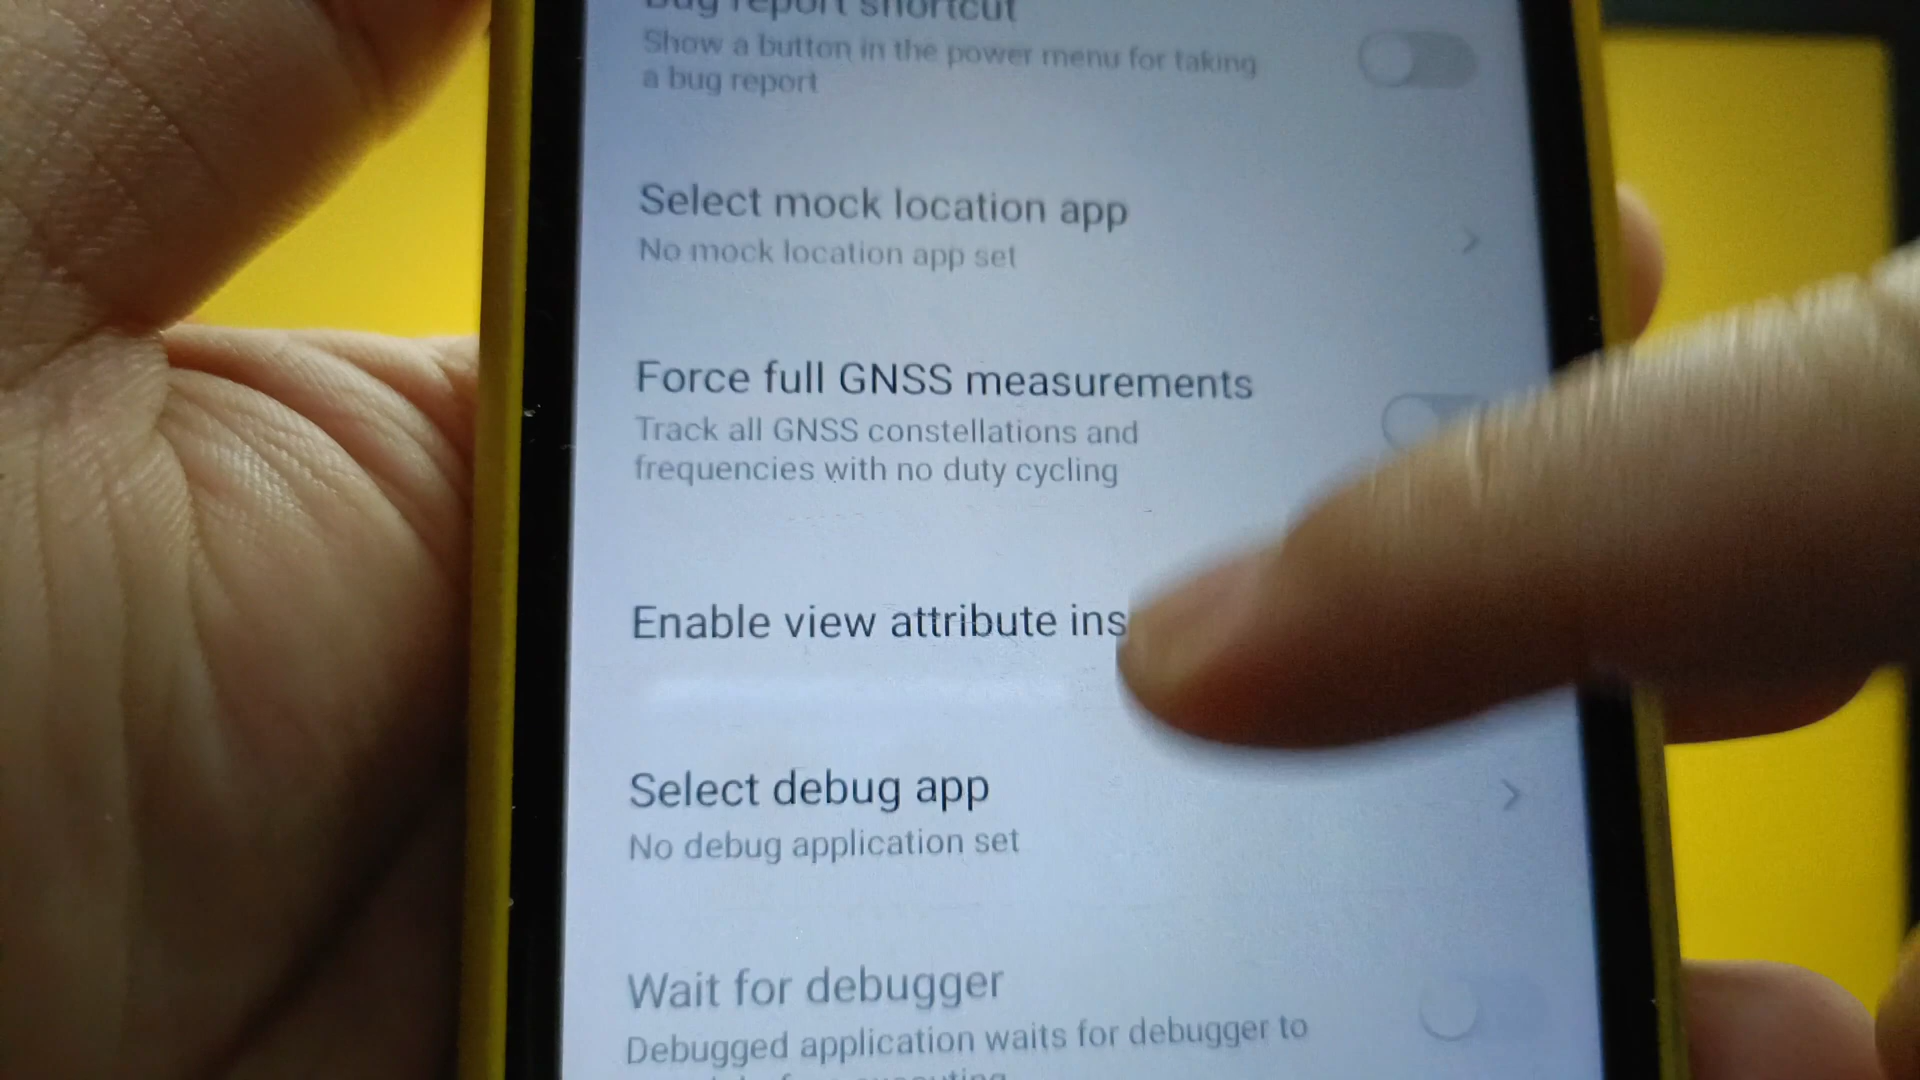 Bug report shortcut
Show a button in the power menu for taking
a bug report
Select mock location app
No mock location app set
Force full GNSS measurements
Track all GNSS constellations and
frequencies with no duty cycling
Enable view attribute ins
Select debug app
No debug application set
Wait for debugger
Debugged application waits for debugger to